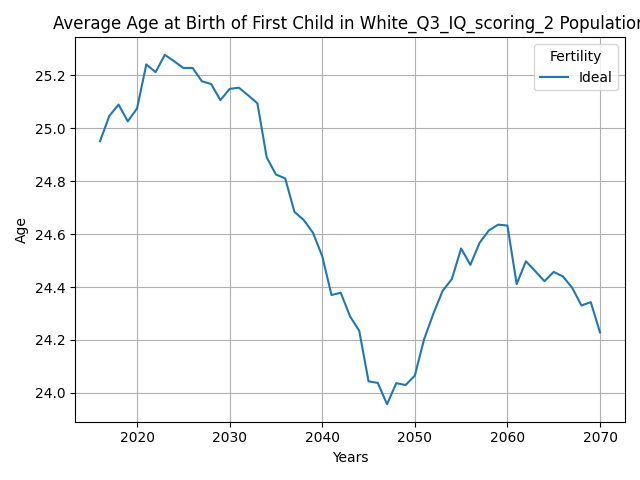 Average Age at Birth of First Child in White_Q3_IQ_scoring_2 Population
Fertility
Ideal
Age
25.2
25.0
24.8
24.6
24.4
24.2
24.0
2020 2030 2040 2050 2060 2070
Years